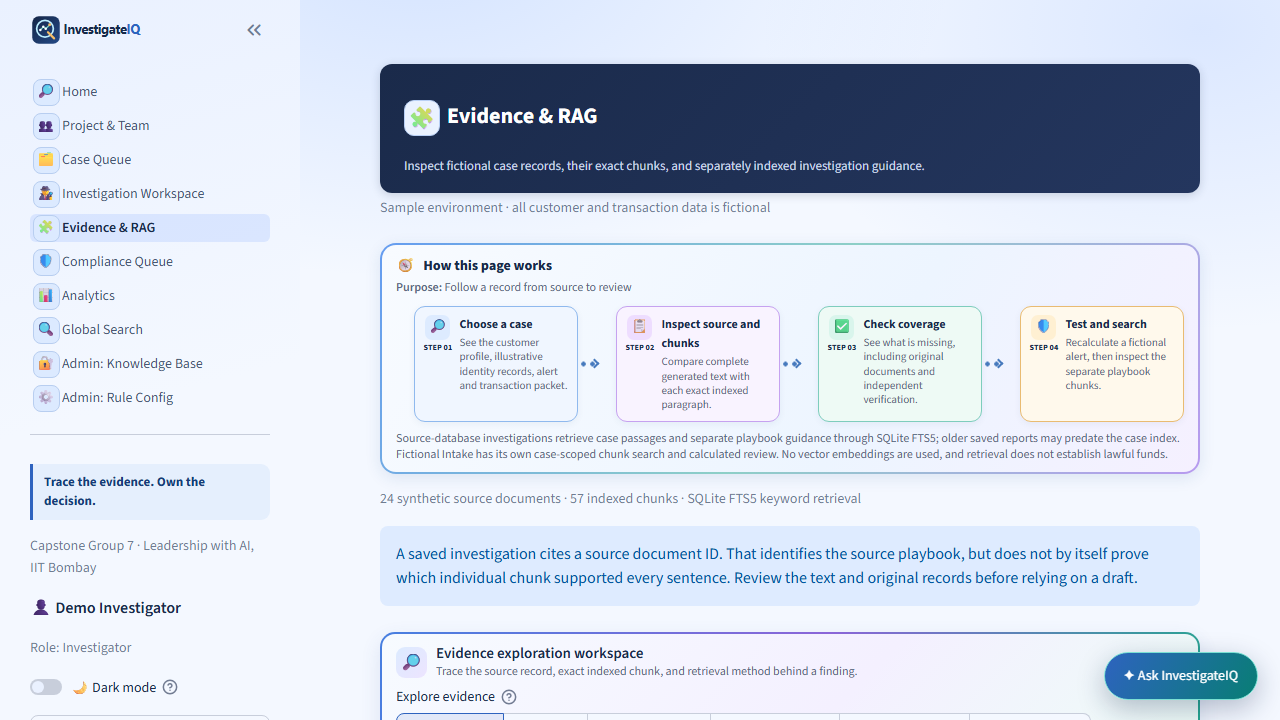 InvestigateIQ
Home
Project & Team
Case Queue
Investigation Workspace
Evidence & RAG
Compliance Queue
Analytics
Global Search
Admin: Knowledge Base
Admin: Rule Config
Trace the evidence. Own the
decision.
Capstone Group 7 · Leadership with AI,
IIT Bombay
Demo Investigator
Role: Investigator
Dark mode
Evidence & RAG
Inspect fictional case records, their exact chunks, and separately indexed investigation guidance.
Sample environment · all customer and transaction data is fictional
How this page works
Purpose: Follow a record from source to review
STEP 01
Choose a case
See the customer
profile, illustrative
identity records, alert
and transaction packet.
STEP 02
Inspect source and
chunks
Compare complete
generated text with
each exact indexed
paragraph.
STEP 03
Check coverage
See what is missing,
including original
documents and
independent
verification.
STEP 04
Test and search
Recalculate a fictional
alert, then inspect the
separate playbook
chunks.
Source-database investigations retrieve case passages and separate playbook guidance through SQLite FTS5; older saved reports may predate the case index.
Fictional Intake has its own case-scoped chunk search and calculated review. No vector embeddings are used, and retrieval does not establish lawful funds.
24 synthetic source documents · 57 indexed chunks · SQLite FTS5 keyword retrieval
A saved investigation cites a source document ID. That identifies the source playbook, but does not by itself prove
which individual chunk supported every sentence. Review the text and original records before relying on a draft.
Evidence exploration workspace
Trace the source record, exact indexed chunk, and retrieval method behind a finding.
Explore evidence
✦ Ask InvestigateIQ